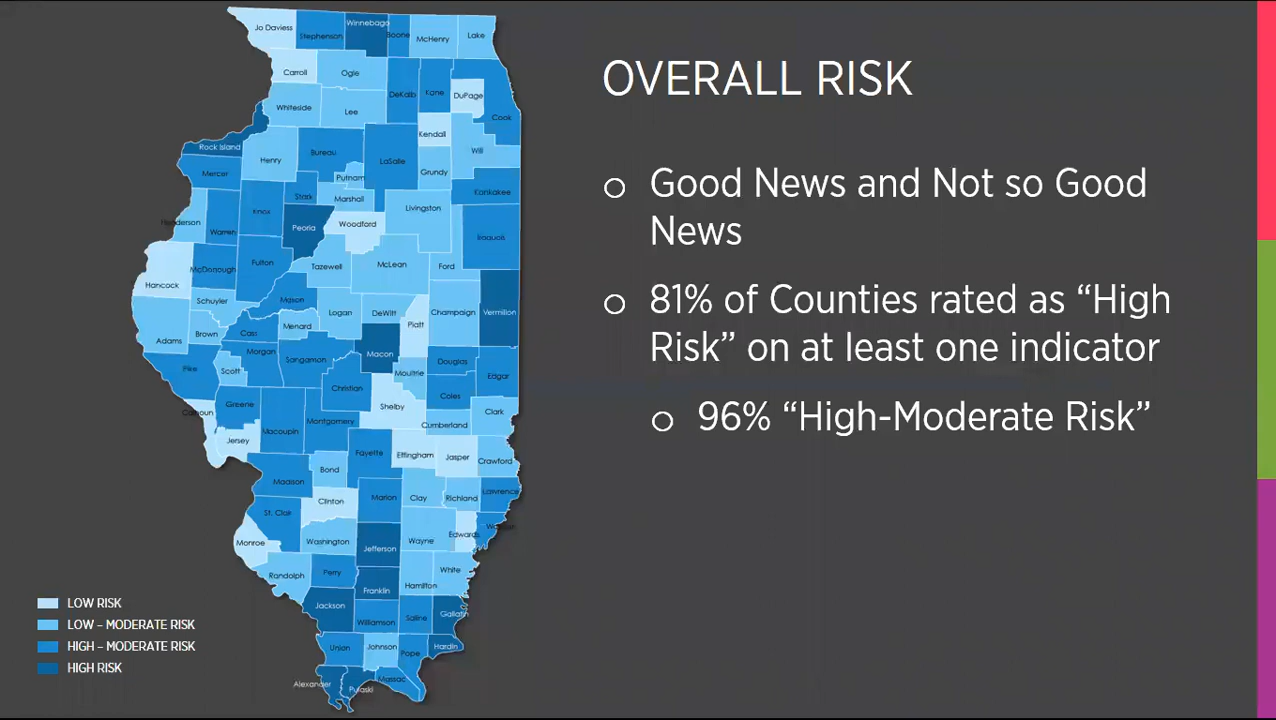 OVERALL RISK
○ Good News and Not so Good
News
○ 81% of Counties rated as “High
Risk” on at least one indicator
○ 96% “High-Moderate Risk”
Jo Daviess
Stephenson
Winnebago
Boone
McHenry
Lake
Carroll
Ogle
DeKalb
Kane
DuPage
Cook
Whiteside
Lee
Kendall
Rock Island
Henry
Bureau
LaSalle
Will
Grundy
Mercer
Putnam
Stark
Marshall
Kankakee
Henderson
Warren
Knox
Peoria
Woodford
Livingston
Iroquois
Hancock
McDonough
Fulton
Tazewell
McLean
Ford
Schuyler
Mason
Logan
DeWitt
Piatt
Champaign
Vermilion
Adams
Brown
Cass
Menard
Macon
Pike
Scott
Morgan
Sangamon
Christian
Moultrie
Douglas
Edgar
Calhoun
Greene
Macoupin
Montgomery
Shelby
Coles
Cumberland
Clark
Jersey
Fayette
Effingham
Jasper
Crawford
Madison
Bond
Clinton
Marion
Clay
Richland
Lawrence
Monroe
St. Clair
Washington
Jefferson
Wayne
Edwards
Randolph
Perry
Franklin
Hamilton
White
Jackson
Williamson
Saline
Gallatin
Union
Johnson
Pope
Hardin
Alexander
Pulaski
Massac
LOW RISK
LOW – MODERATE RISK
HIGH – MODERATE RISK
HIGH RISK